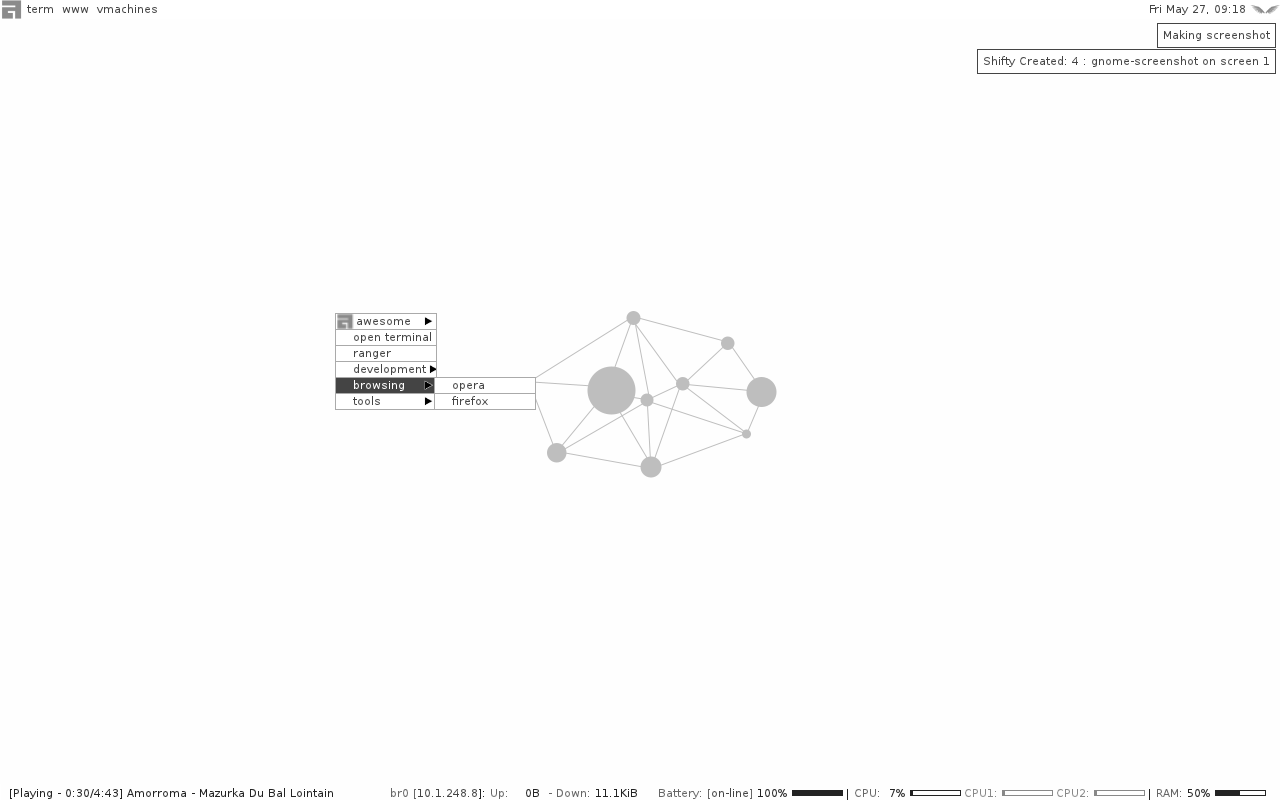 term www vmachines
Fri May 27, 09:18
Making screenshot
Shifty Created: 4 : gnome-screenshot on screen 1
awesome
open terminal
ranger
development
browsing
opera
tools
firefox
[Playing - 0:30/4:43] Amorroma - Mazurka Du Bal Lointain
br0 [10.1.248.8]: Up: 0B - Down: 11.1KiB
Battery: [on-line] 100% | CPU: 7% CPU1: CPU2: | RAM: 50%